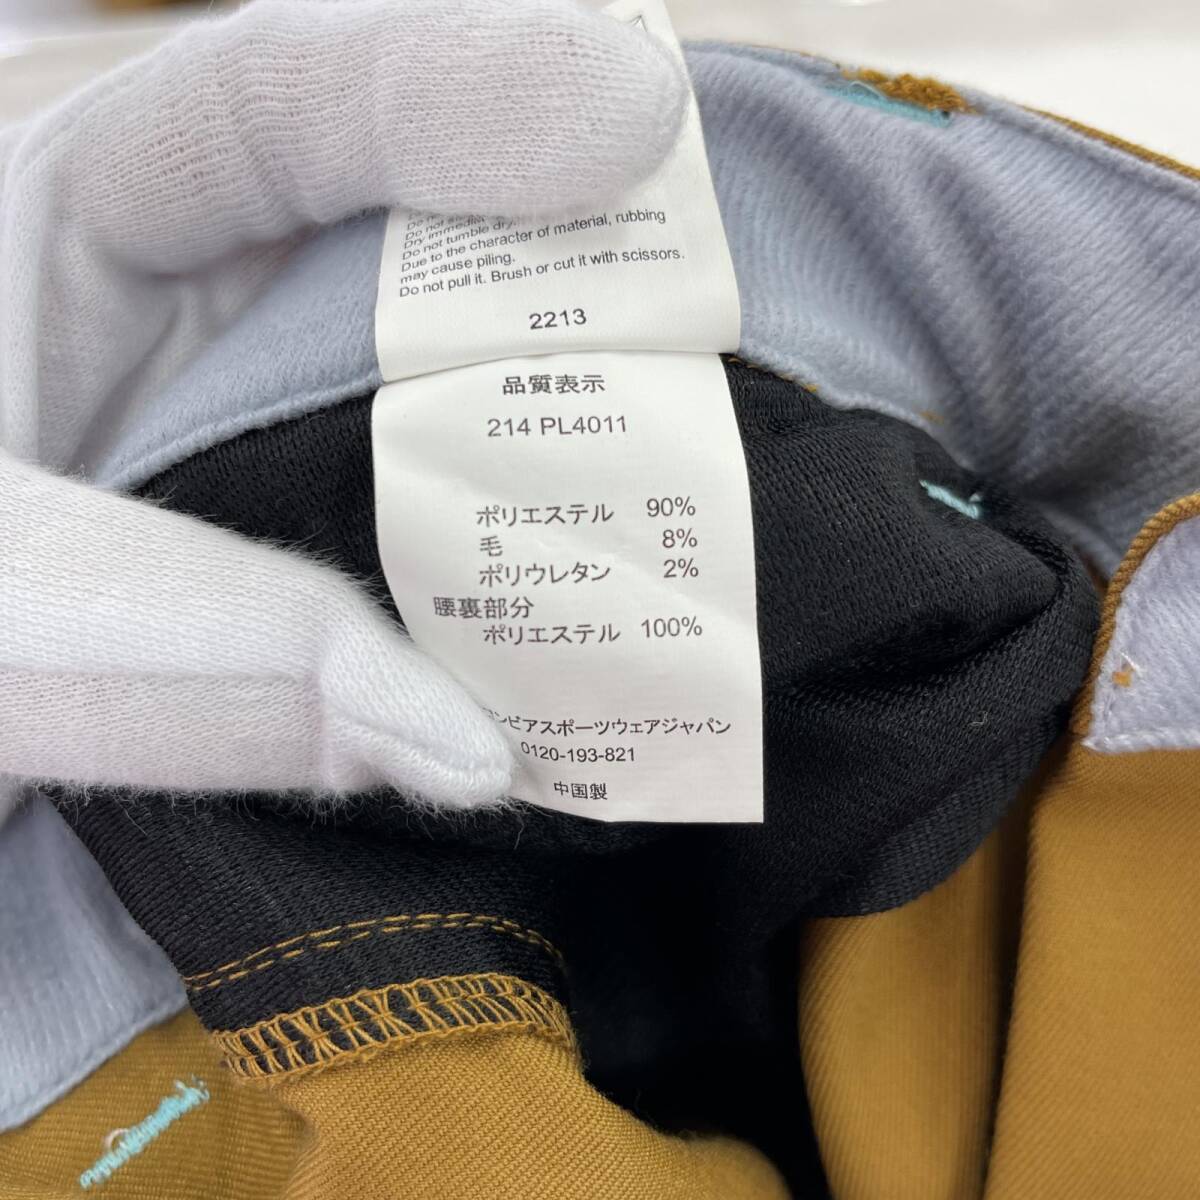 Dry immediat
Do not tumble dry.
Due to the character of material, rubbing
may cause piling.
Do not pull it. Brush or cut it with scissors.
2213
品質表示
214 PL4011
ポリエステル 90%
毛 8%
ポリウレタン 2%
腰裏部分
ポリエステル 100%
ンビアスポーツウェアジャパン
0120-193-821
中国製